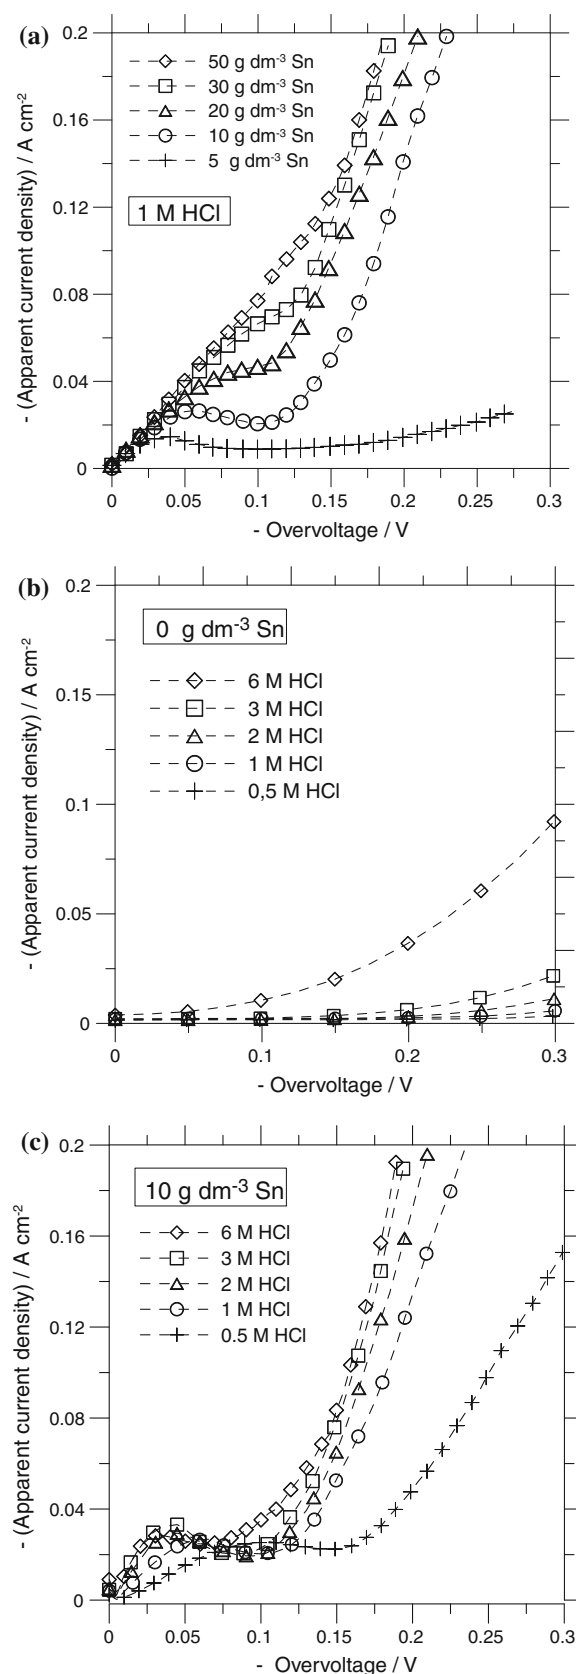 (a)
- (Apparent current density) / A cm-2
0.2
0.16
0.12
0.08
0.04
0
50 g dm-3 Sn
30 g dm-3 Sn
20 g dm-3 Sn
10 g dm-3 Sn
5 g dm-3 Sn
1 M HCl
0 0.05 0.1 0.15 0.2 0.25 0.3
- Overvoltage / V
(b)
- (Apparent current density) / A cm-2
0.2
0.15
0.1
0.05
0
0 g dm-3 Sn
6 M HCl
3 M HCl
2 M HCl
1 M HCl
0,5 M HCl
0 0.1 0.2 0.3
- Overvoltage / V
(c)
- (Apparent current density) / A cm-2
0.2
0.16
0.12
0.08
0.04
0
10 g dm-3 Sn
6 M HCl
3 M HCl
2 M HCl
1 M HCl
0.5 M HCl
0 0.05 0.1 0.15 0.2 0.25 0.3
- Overvoltage / V